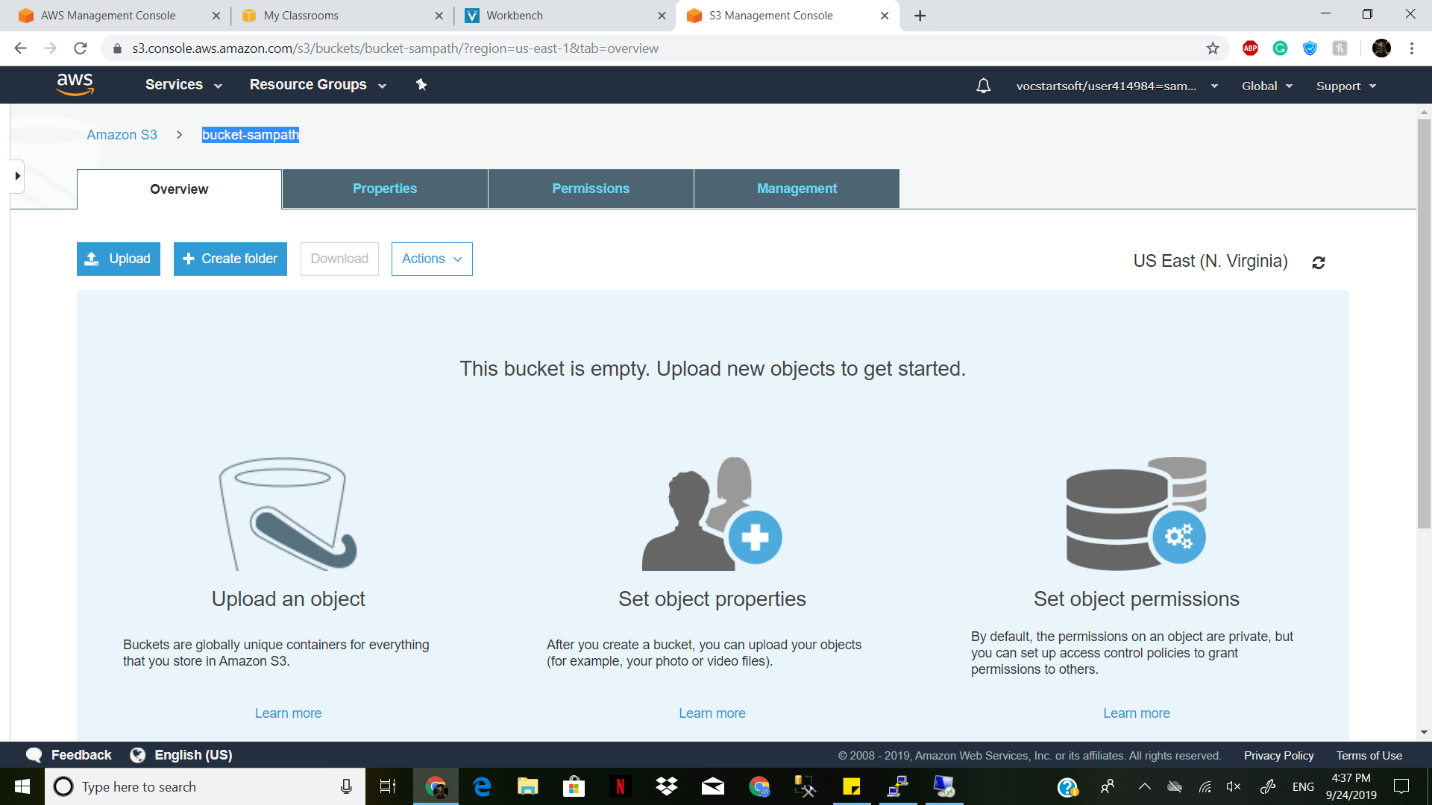 AWS Management Console
My Classrooms
Workbench
S3 Management Console
s3.console.aws.amazon.com/s3/buckets/bucket-sampath/?region=us-east-1&tab=overview
ABP
aws
Services
Resource Groups
vocstartsoft/user414984=sam...
Global
Support
Amazon S3
bucket-sampath
Overview
Properties
Permissions
Management
Upload
Create folder
Download
Actions
US East (N. Virginia)
This bucket is empty. Upload new objects to get started.
Upload an object
Buckets are globally unique containers for everything
that you store in Amazon S3.
Learn more
Set object properties
After you create a bucket, you can upload your objects
(for example, your photo or video files).
Learn more
Set object permissions
By default, the permissions on an object are private, but
you can set up access control policies to grant
permissions to others.
Learn more
Feedback
English (US)
© 2008 - 2019, Amazon Web Services, Inc. or its affiliates. All rights reserved.
Privacy Policy
Terms of Use
Type here to search
ENG
4:37 PM
9/24/2019